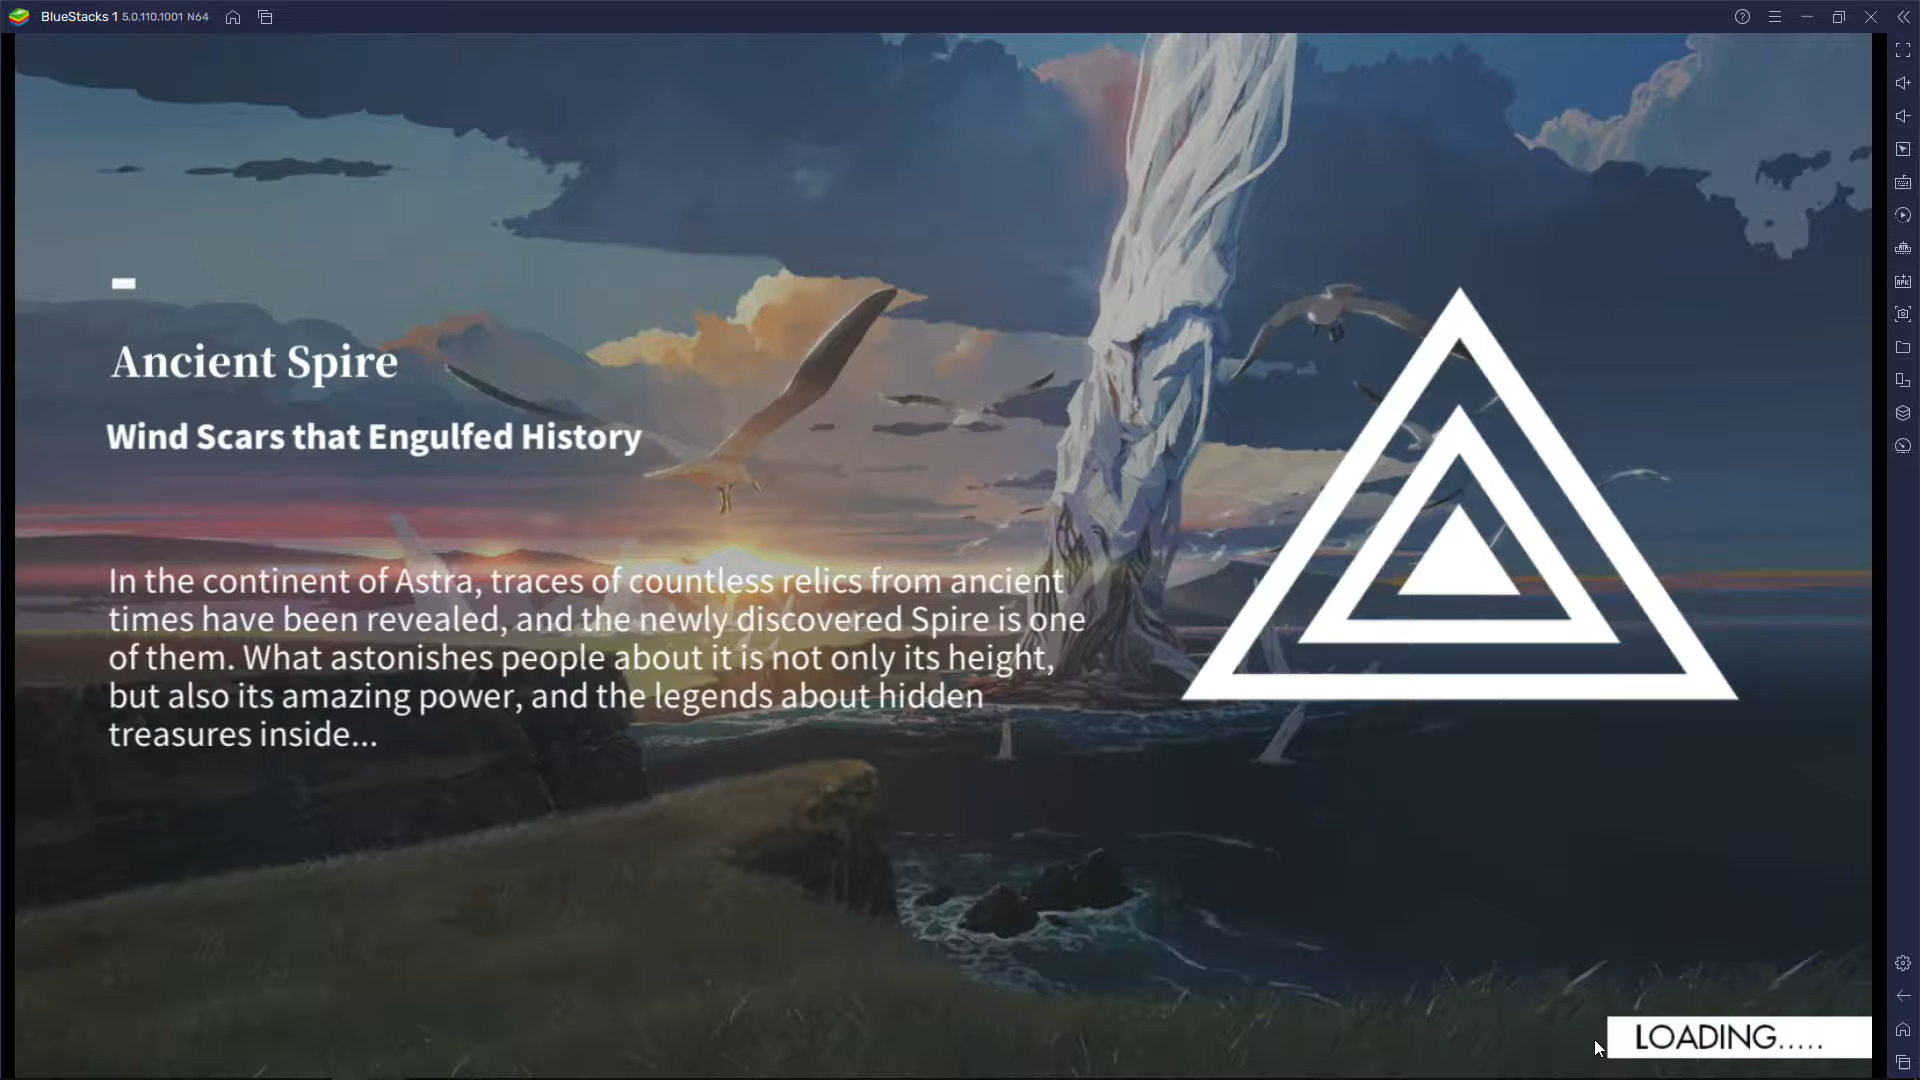 BlueStacks 1 5.0.110.1001 N64
Ancient Spire
Wind Scars that Engulfed History
In the continent of Astra, traces of countless relics from ancient
times have been revealed, and the newly discovered Spire is one
of them. What astonishes people about it is not only its height,
but also its amazing power, and the legends about hidden
treasures inside...
LOADING.....